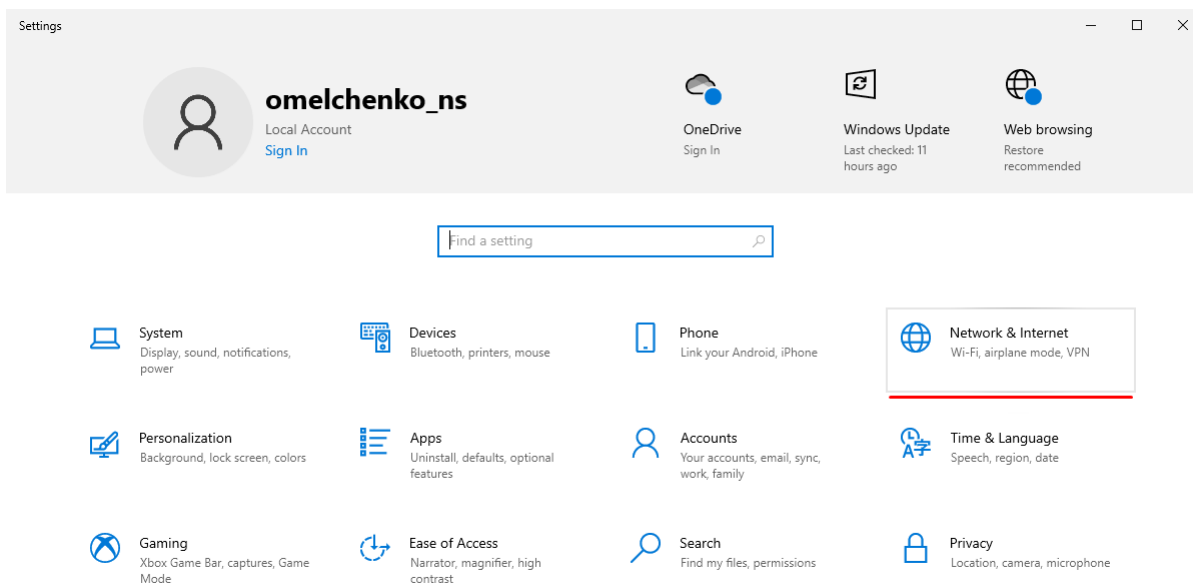 Settings
omelchenko_ns
Local Account
Sign In
OneDrive
Sign In
Windows Update
Last checked: 11
hours ago
Web browsing
Restore
recommended
Find a setting
System
Display, sound, notifications,
power
Devices
Bluetooth, printers, mouse
Phone
Link your Android, iPhone
Network & Internet
Wi-Fi, airplane mode, VPN
Personalization
Background, lock screen, colors
Apps
Uninstall, defaults, optional
features
Accounts
Your accounts, email, sync,
work, family
Time & Language
Speech, region, date
Gaming
Xbox Game Bar, captures, Game
Mode
Ease of Access
Narrator, magnifier, high
contrast
Search
Find my files, permissions
Privacy
Location, camera, microphone